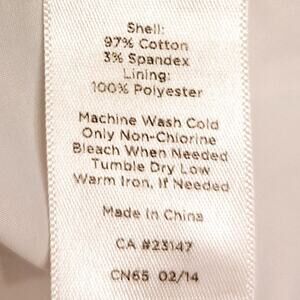 Shell:
97% Cotton
3% Spandex
Lining:
100% Polyester
Machine Wash Cold
Only Non-Chlorine
Bleach When Needed
Tumble Dry Low
Warm Iron, If Needed
Made In China
CA #23147
CN65 02/14